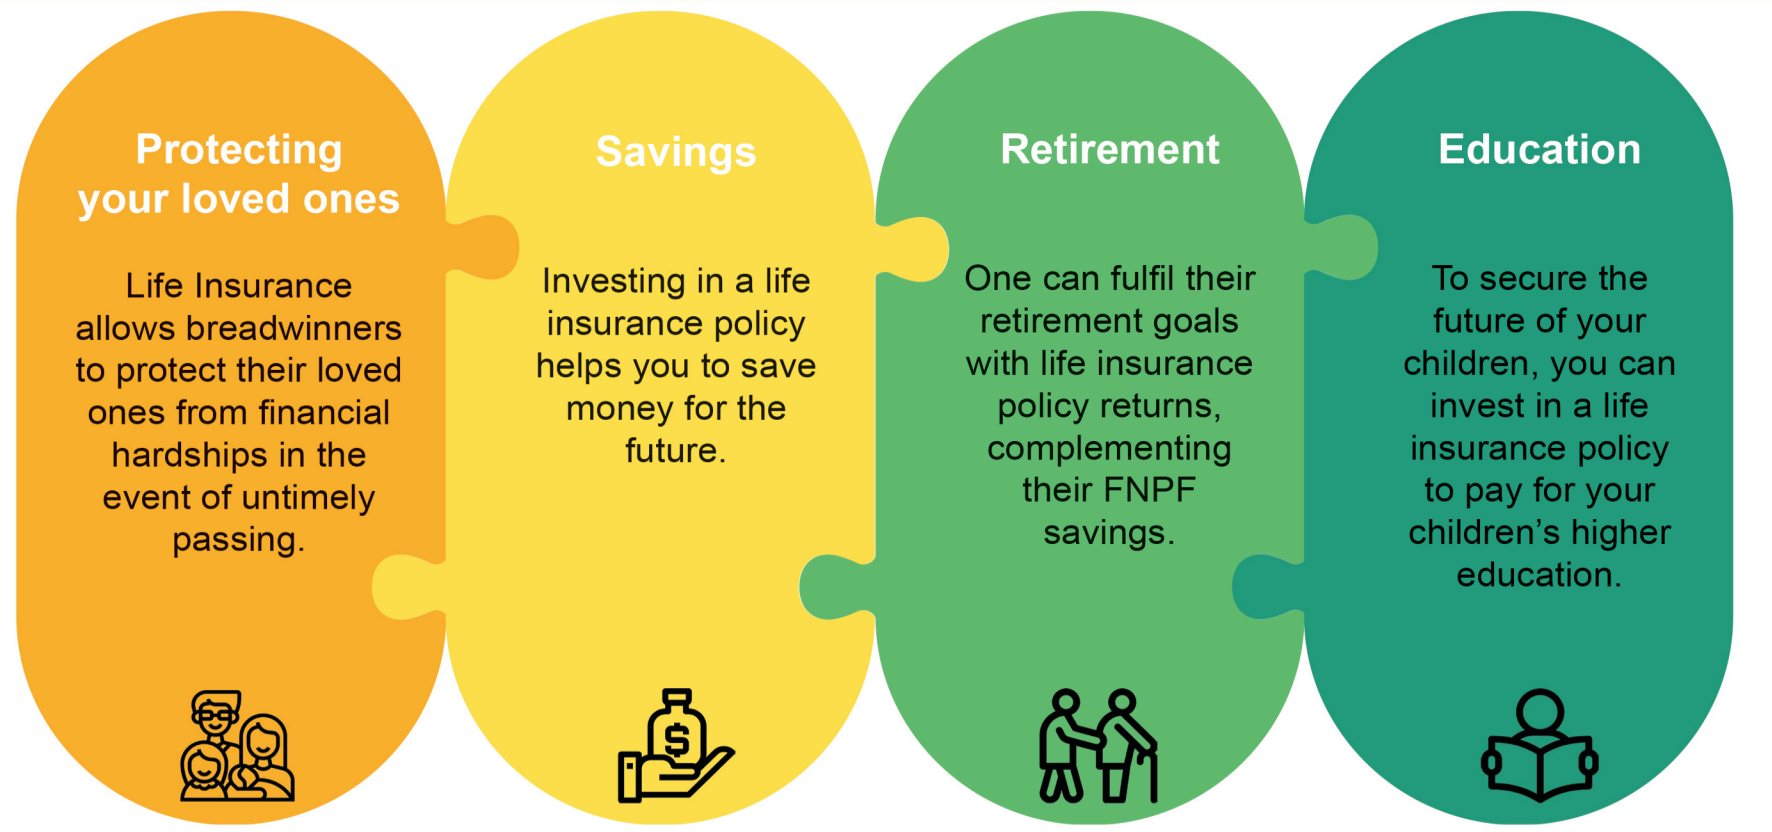 Protecting
your loved ones
Life Insurance
allows breadwinners
to protect their loved
ones from financial
hardships in the
event of untimely
passing.
Savings
Investing in a life
insurance policy
helps you to save
money for the
future.
$
Retirement
One can fulfil their
retirement goals
with life insurance
policy returns,
complementing
their FNPF
savings.
Education
To secure the
future of your
children, you can
invest in a life
insurance policy
to pay for your
children’s higher
education.